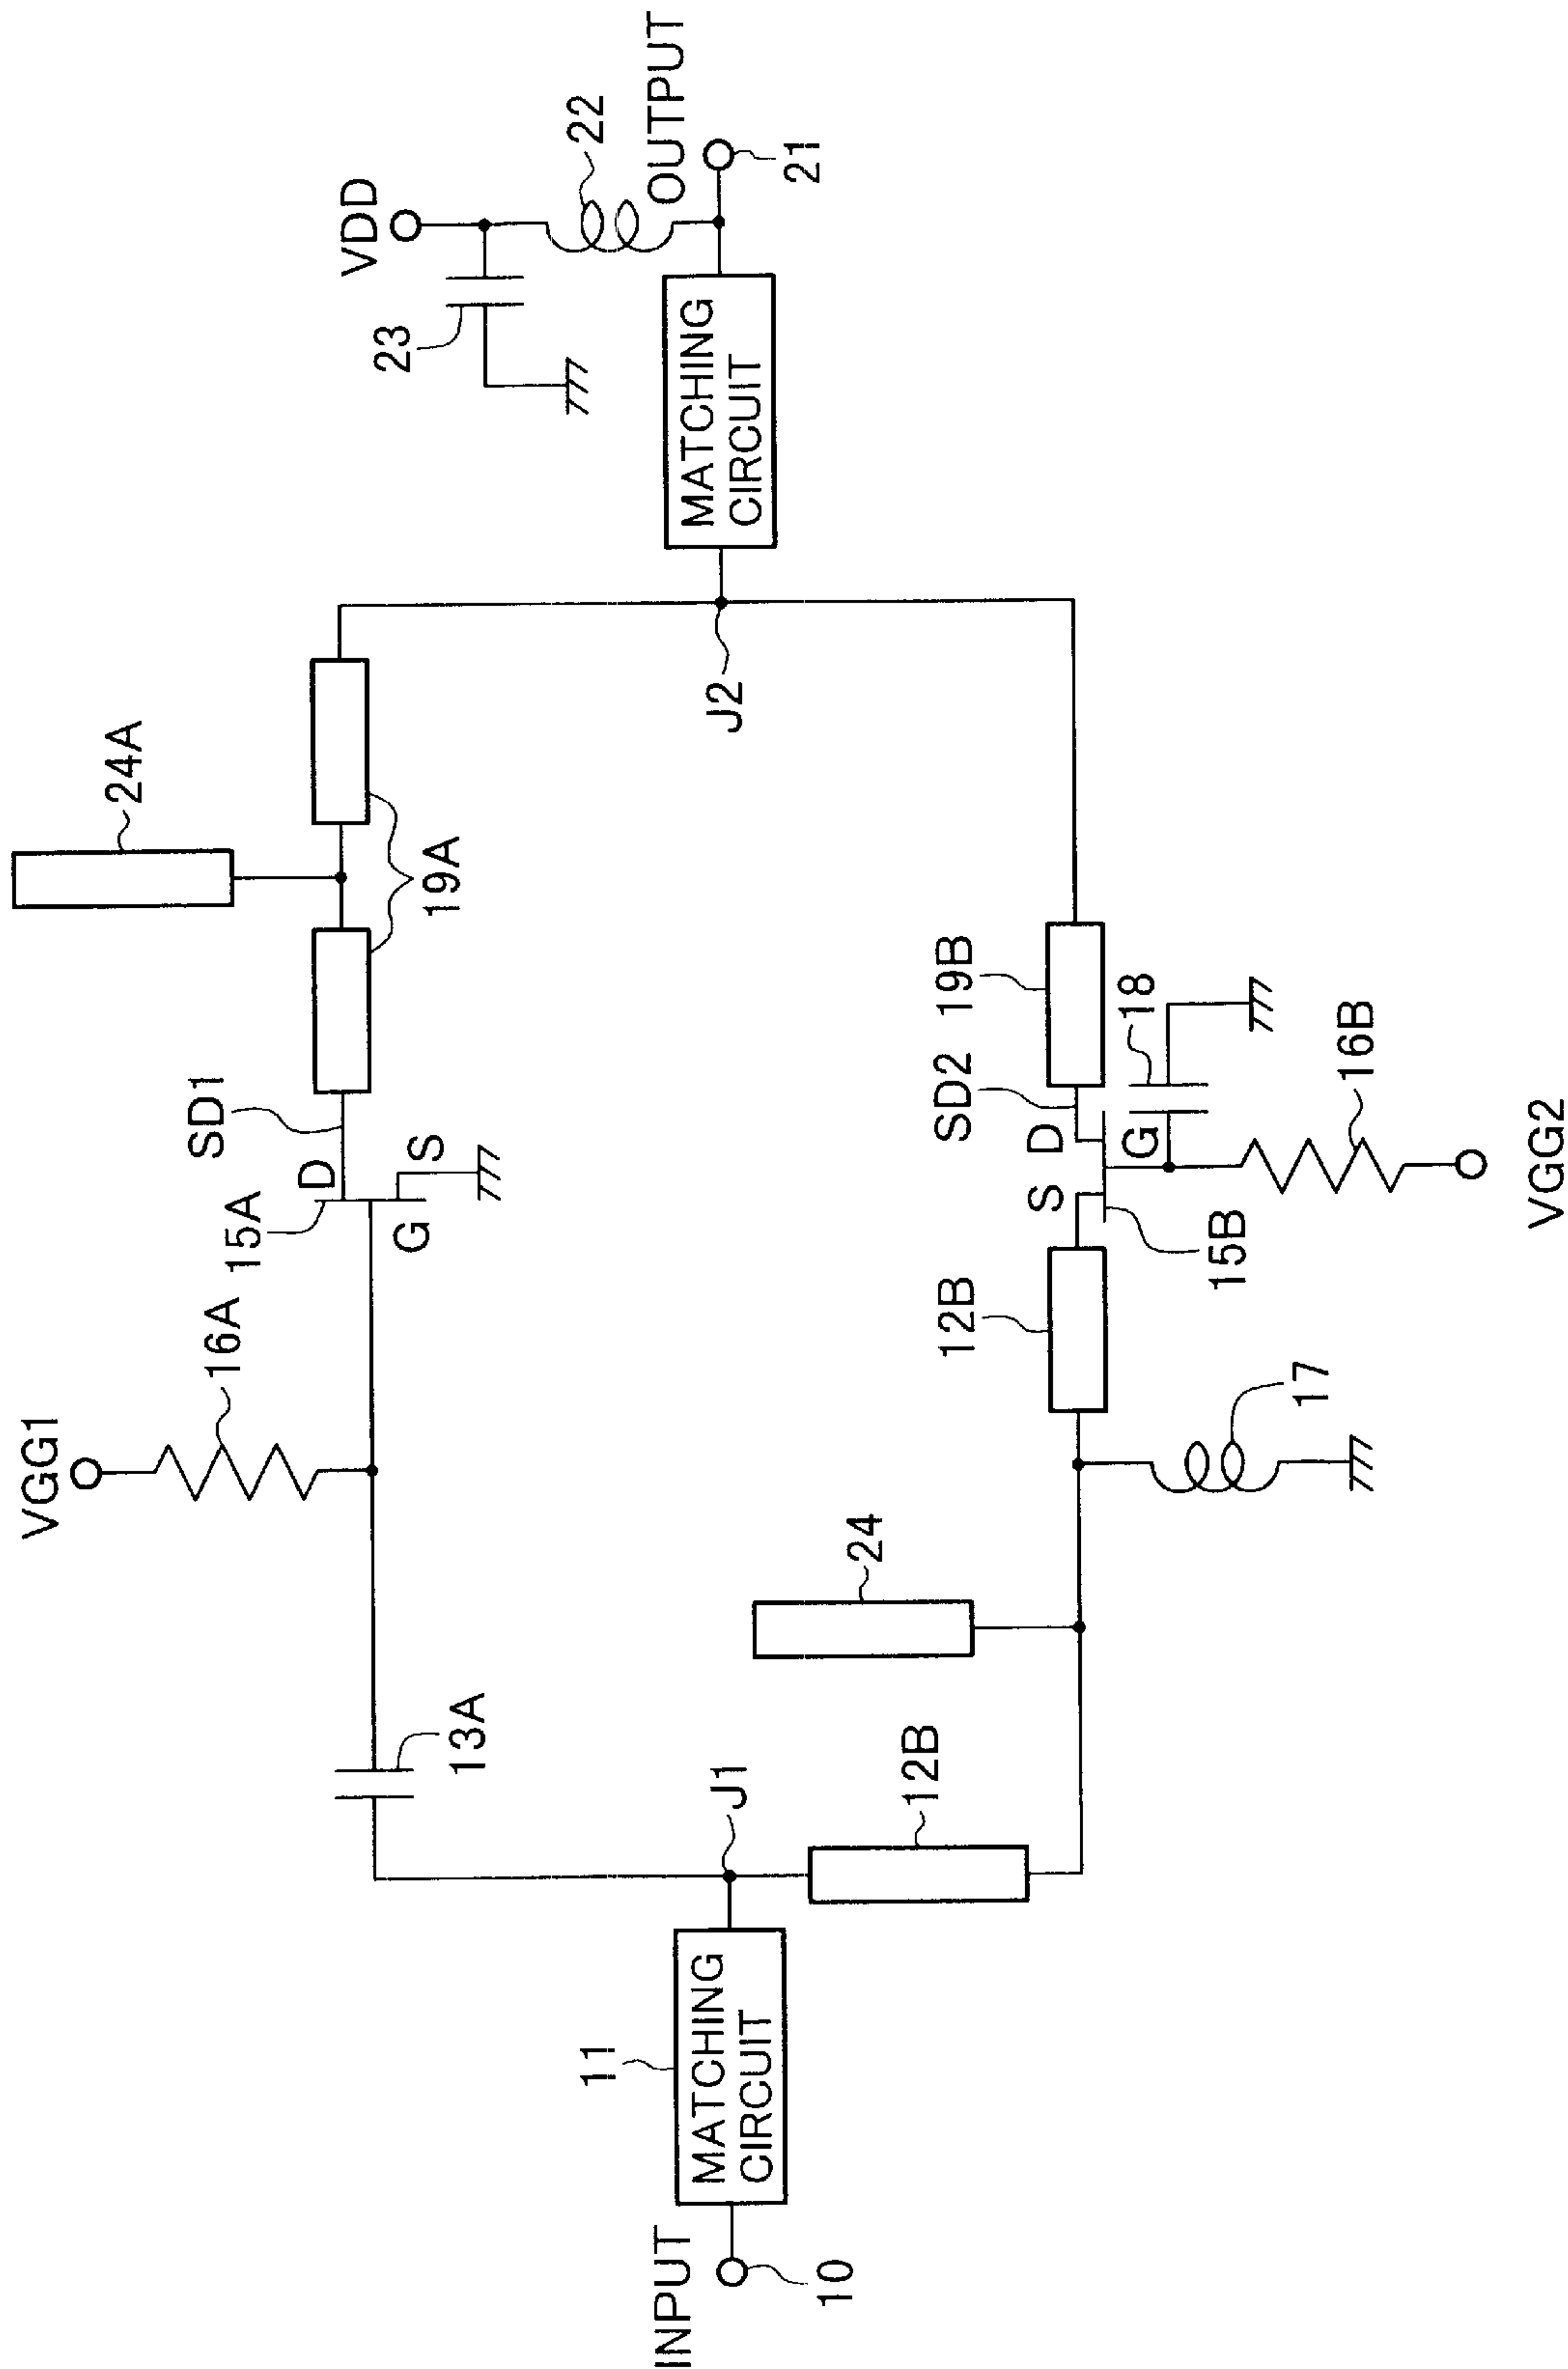 INPUT
10
11
MATCHING
CIRCUIT
J1
13A
12B
24
VGG1
16A
17
12B
15A
G
D
S
SD1
15B
S
D
G
SD2
18
16B
VGG2
19B
19A
24A
J2
MATCHING
CIRCUIT
23
VDD
22
OUTPUT
21